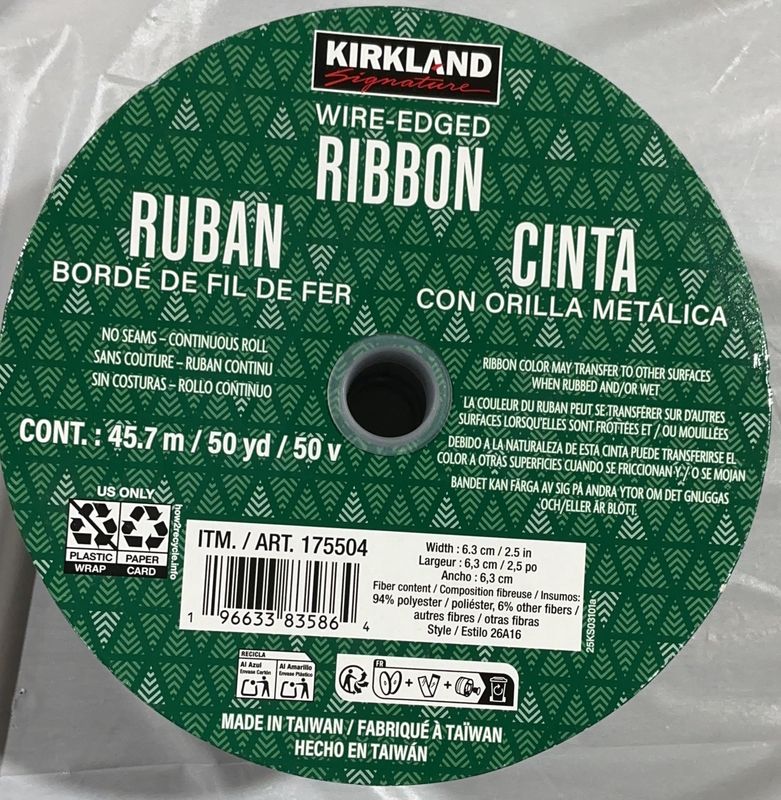 KIRKLAND
Signature
WIRE-EDGED
RIBBON
RUBAN
BORDÉ DE FIL DE FER
CINTA
CON ORILLA METÁLICA
NO SEAMS – CONTINUOUS ROLL
SANS COUTURE – RUBAN CONTINU
SIN COSTURAS – ROLLO CONTINUO
CONT. : 45.7 m / 50 yd / 50 v
RIBBON COLOR MAY TRANSFER TO OTHER SURFACES
WHEN RUBBED AND/OR WET
LA COULEUR DU RUBAN PEUT SE TRANSFÉRER SUR D'AUTRES
SURFACES LORSQU'ELLES SONT FROTTÉES ET / OU MOUILLÉES
DEBIDO A LA NATURALEZA DE ESTA CINTA PUEDE TRANSFERIRSE EL
COLOR A OTRAS SUPERFICIES CUANDO SE FRICCIONAN Y / O SE MOJAN
BANDET KAN FÄRGA AV SIG PÅ ANDRA YTOR OM DET GNUGGAS
OCH/ELLER ÄR BLÖTT.
US ONLY
PLASTIC WRAP
PAPER CARD
how2recycle.info
ITM. / ART. 175504
1 96633 83586 4
Width : 6.3 cm / 2.5 in
Largeur : 6,3 cm / 2,5 po
Ancho : 6,3 cm
Fiber content / Composition fibreuse / Insumos:
94% polyester / poliéster, 6% other fibers /
autres fibres / otras fibras
Style / Estilo 26A16
25KS03101a
RECICLA
Al Azul
Envase Cartón
Al Amarillo
Envase Plástico
FR
MADE IN TAIWAN / FABRIQUÉ À TAÏWAN
HECHO EN TAIWÁN